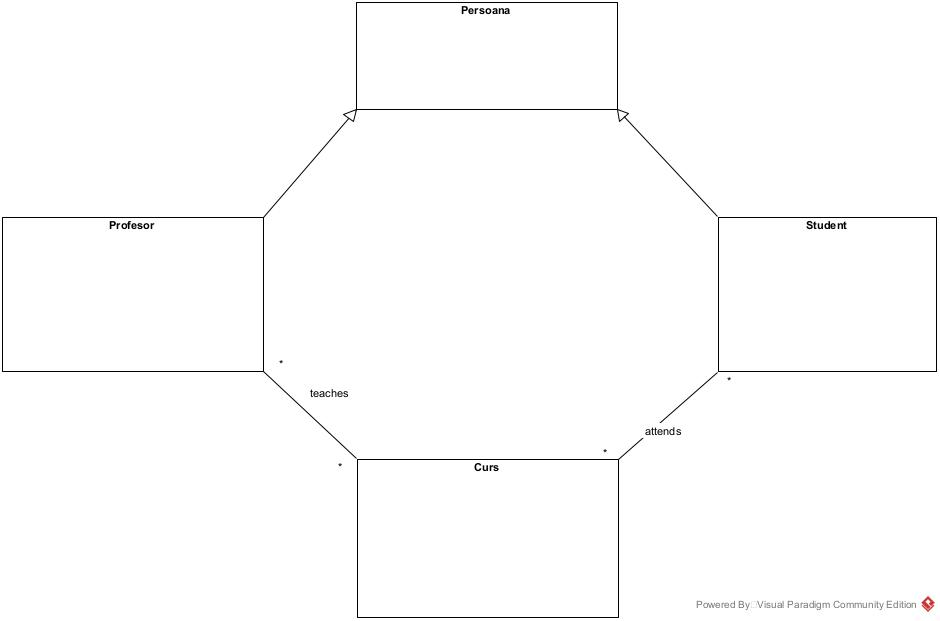 Persoana
Profesor
Student
*
teaches
*
*
attends
*
Curs
Powered By Visual Paradigm Community Edition